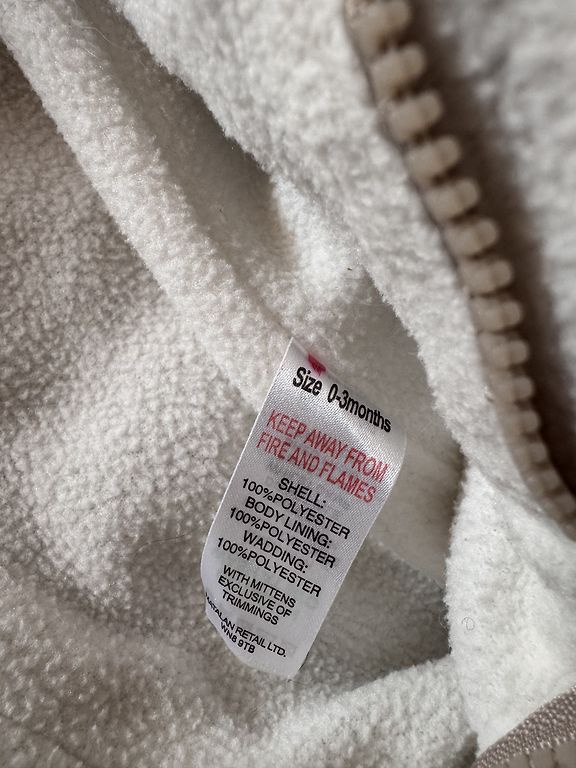 Size 0-3months
KEEP AWAY FROM
FIRE AND FLAMES
SHELL:
100%POLYESTER
BODY LINING:
100%POLYESTER
WADDING:
100%POLYESTER
WITH MITTENS
EXCLUSIVE OF
TRIMMINGS
MATALAN RETAIL LTD.
WN8 9TB